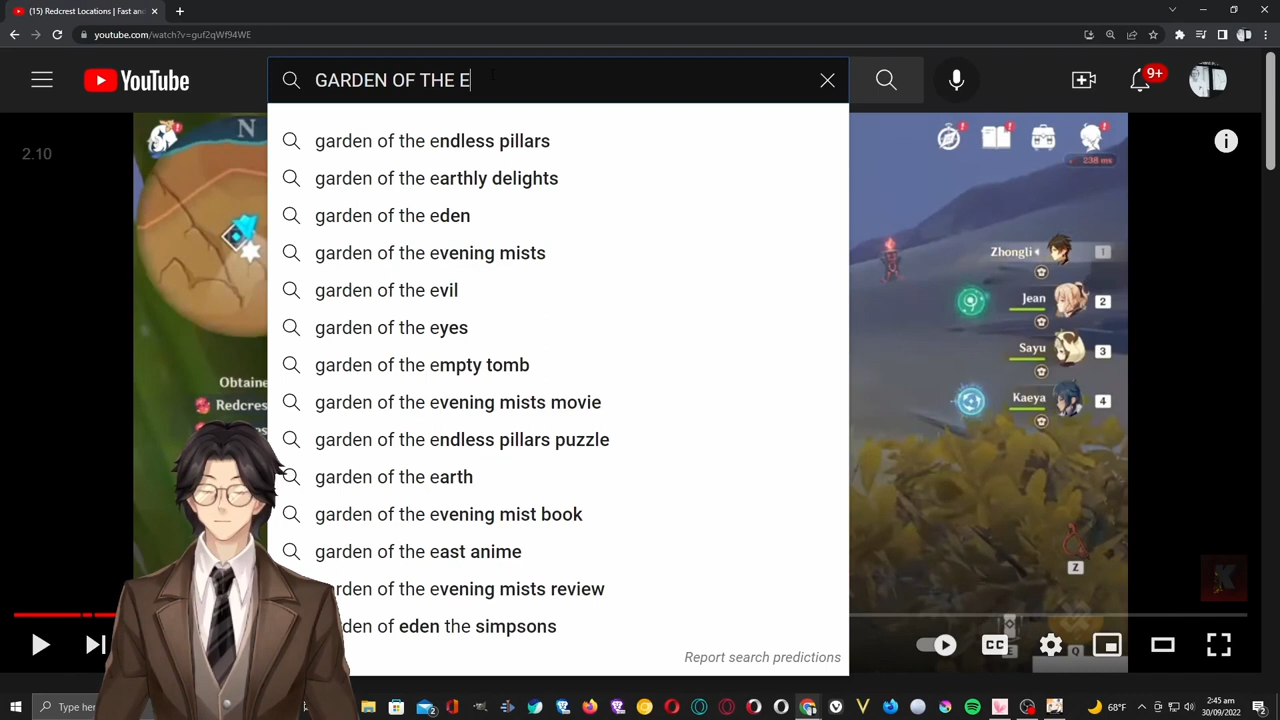 (15) Redcrest Locations | Fast and
youtube.com/watch?v=guf2qWf94WE
YouTube
GARDEN OF THE E
9+
2.10
N
garden of the endless pillars
garden of the earthly delights
garden of the eden
garden of the evening mists
garden of the evil
garden of the eyes
garden of the empty tomb
garden of the evening mists movie
garden of the endless pillars puzzle
garden of the earth
garden of the evening mist book
garden of the east anime
rden of the evening mists review
den of eden the simpsons
Report search predictions
Obtaine
Redcres
238 ms
Zhongli 1
Jean 2
Sayu 3
Kaeya 4
Z
K
E
Q
CC
Type her
68°F
2:45 am
30/09/2022